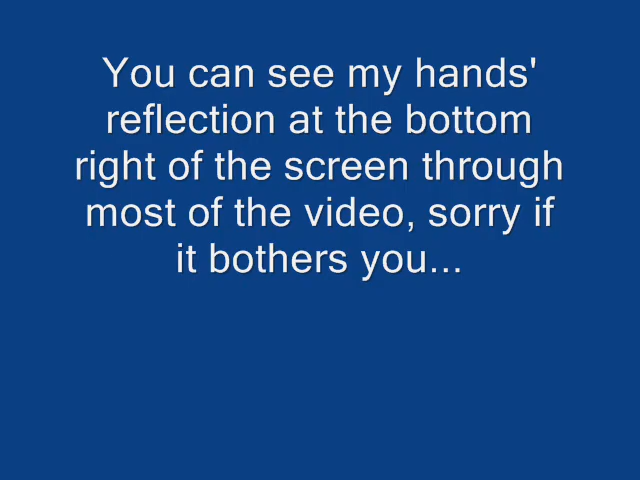 You can see my hands'
reflection at the bottom
right of the screen through
most of the video, sorry if
it bothers you...